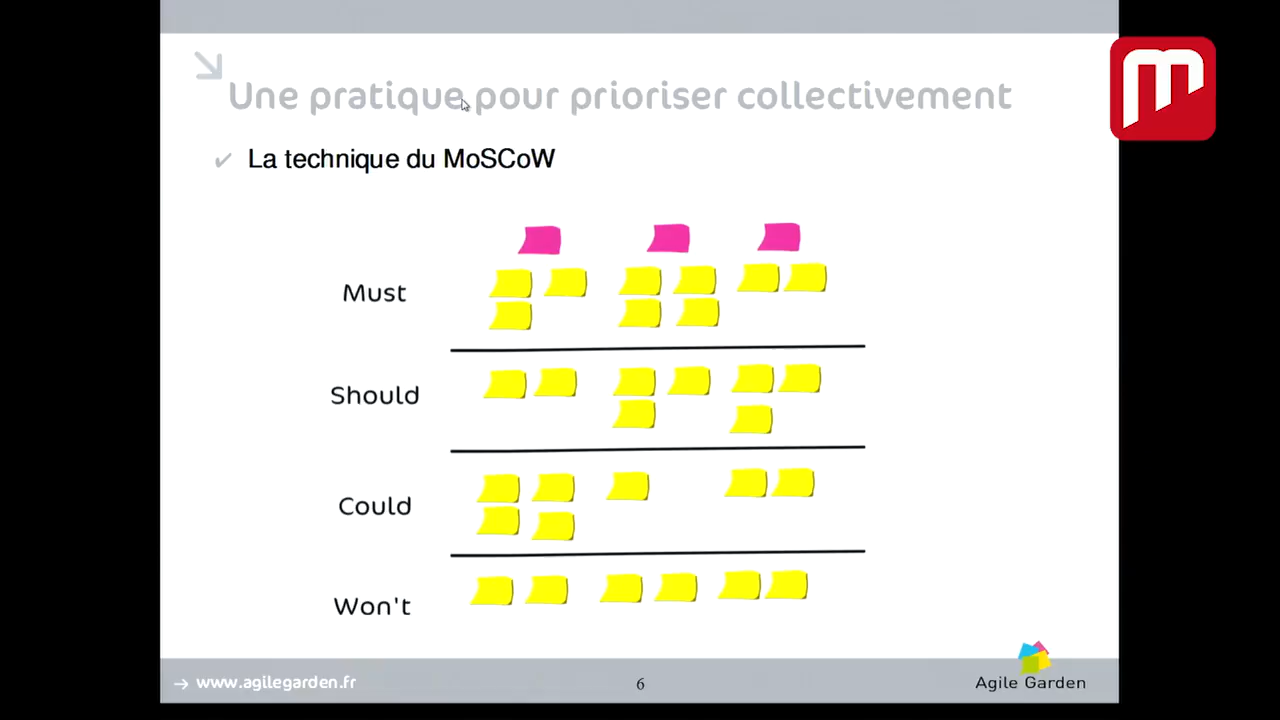 Une pratique pour prioriser collectivement
La technique du MoSCoW
Must
Should
Could
Won't
www.agilegarden.fr
6
Agile Garden